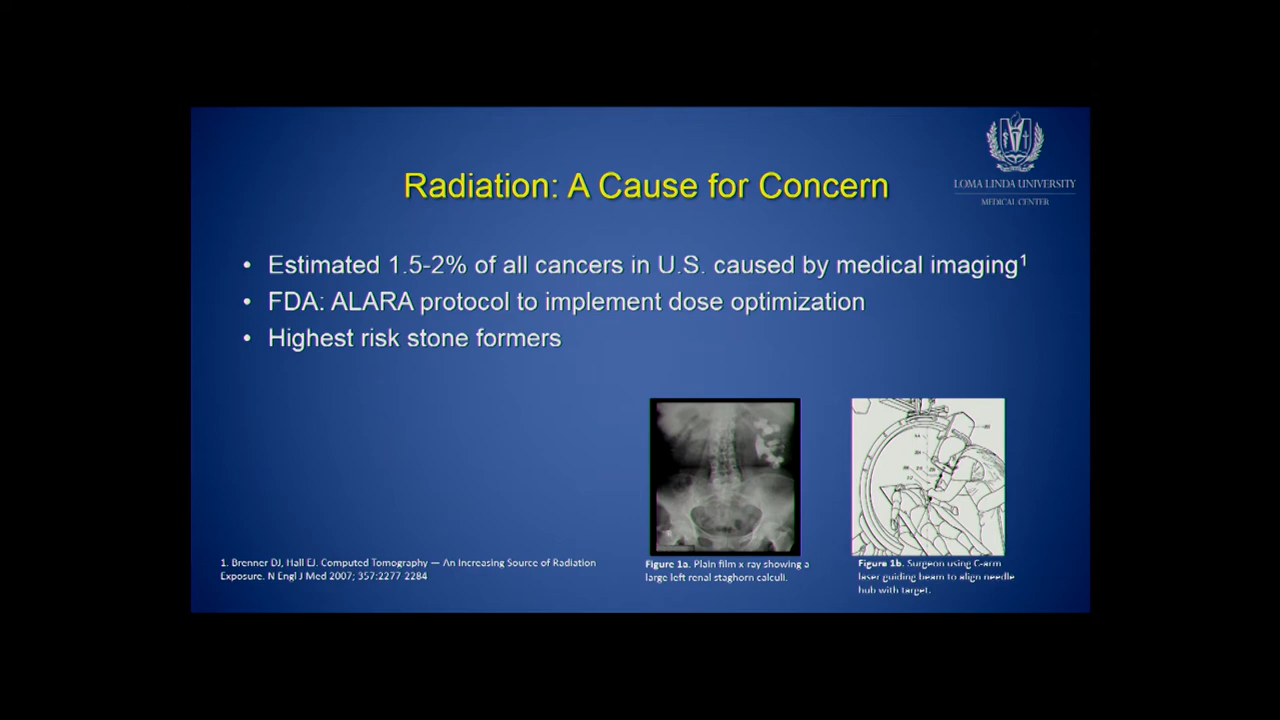 LOMA LINDA UNIVERSITY
MEDICAL CENTER
Radiation: A Cause for Concern
• Estimated 1.5-2% of all cancers in U.S. caused by medical imaging¹
• FDA: ALARA protocol to implement dose optimization
• Highest risk stone formers
1. Brenner DJ, Hall EJ. Computed Tomography — An Increasing Source of Radiation
Exposure. N Engl J Med 2007; 357:2277-2284
Figure 1a. Plain film x ray showing a
large left renal staghorn calculi.
Figure 1b. Surgeon using C-arm
laser guiding beam to align needle
hub with target.